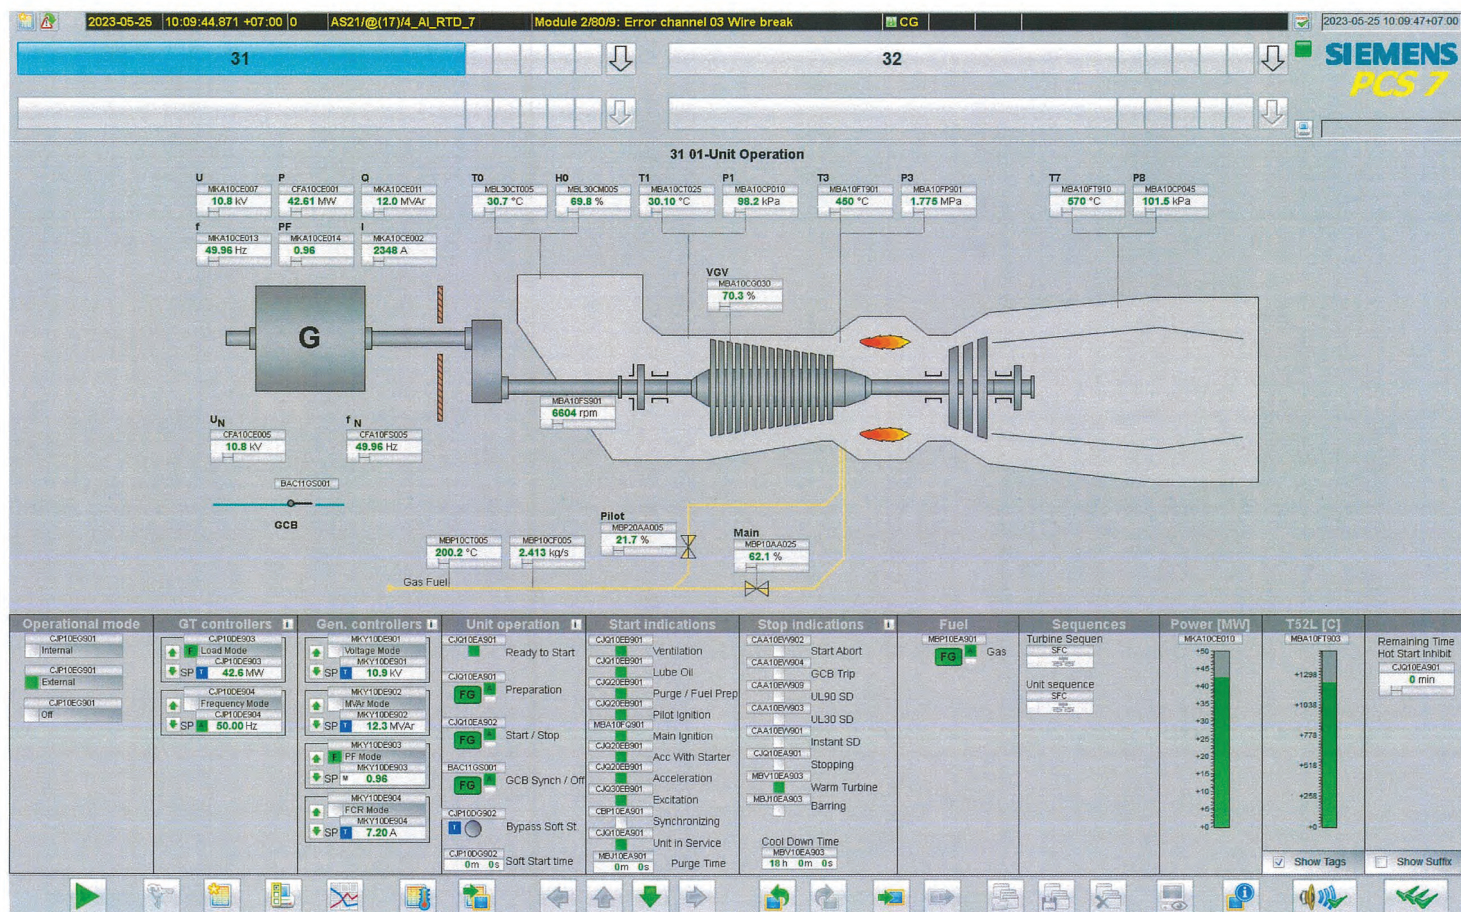 2023-05-25 10:09:44.871 +07:00 0 AS21/@(17)/4_AI_RTD_7 Module 2/80/9: Error channel 03 Wire break CG 2023-05-25 10:09:47+07:00
31 32
SIEMENS
PCS 7
31 01-Unit Operation
U P Q T0 H0 T1 P1 T3 P3 T7 P8
MKA10CE007 CFA10CE001 MKA10CE011 MBL30CT005 MBL30CM005 MBA10CT025 MBA10CP010 MBA10FT901 MBA10FP901 MBA10FT910 MBA10CP045
10.8 kV 42.61 MW 12.0 MVAr 30.7 °C 69.8 % 30.10 °C 98.2 kPa 450 °C 1.775 MPa 570 °C 101.5 kPa
f PF I
MKA10CE013 MKA10CE014 MKA10CE002
49.96 Hz 0.96 2348 A
VGV
MBA10CG030
70.3 %
G
MBA10FS901
6604 rpm
UN fN
CFA10CE005 CFA10FS005
10.8 kV 49.96 Hz
BAC11GS001
GCB
Pilot
MBP20AA005
21.7 %
Main
MBP10AA025
62.1 %
MBP10CT005 MBP10CF005
200.2 °C 2.413 kg/s
Gas Fuel
Operational mode
CJP10EG901
Internal
CJP10EG901
External
CJP10EG901
Off
GT controllers i
CJP10DE903
F Load Mode
CJP10DE903
SP T 42.6 MW
CJP10DE904
Frequency Mode
CJP10DE904
SP A 50.00 Hz
Gen. controllers i
MKY10DE901
Voltage Mode
MKY10DE901
SP T 10.9 kV
MKY10DE902
MVAr Mode
MKY10DE902
SP T 12.3 MVAr
MKY10DE903
F PF Mode
MKY10DE903
SP M 0.96
MKY10DE904
FCR Mode
MKY10DE904
SP T 7.20 A
Unit operation i
CJQ10EA901
Ready to Start
CJQ10EA901
FG A Preparation
CJQ10EA902
FG A Start / Stop
BAC11GS001
FG A GCB Synch / Off
CJP10DG902
T Bypass Soft St
CJP10DG902
0m 0s Soft Start time
Start indications
CJQ10EB901
Ventilation
CJQ10EB901
Lube Oil
CJQ20EB901
Purge / Fuel Prep
CJQ20EB901
Pilot Ignition
MBA10FQ901
Main Ignition
CJQ20EB901
Acc With Starter
CJQ20EB901
Acceleration
CJQ30EB901
Excitation
CBP10EA901
Synchronizing
CJQ10EA901
Unit in Service
MBJ10EA901
0m 0s Purge Time
Stop indications i
CAA10EW902
Start Abort
CAA10EW904
GCB Trip
CAA10EW909
UL90 SD
CAA10EW903
UL30 SD
CAA10EW901
Instant SD
CJQ10EA901
Stopping
MBV10EA903
Warm Turbine
MBJ10EA903
Barring
Cool Down Time
MBV10EA903
18h 0m 0s
Fuel
MBP10EA901
FG A Gas
Sequences
Turbine Sequen
SFC
Unit sequence
SFC
Power [MW]
MKA10CE010
+50
+45
+40
+35
+30
+25
+20
+15
+10
+5
+0
T52L [C]
MBA10FT903
+1298
+1038
+778
+518
+258
+0
Remaining Time
Hot Start Inhibit
CJQ10EA901
0 min
Show Tags Show Suffix